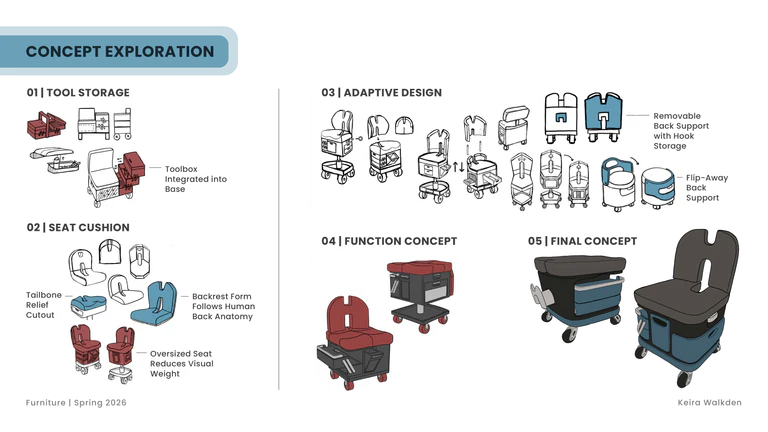 CONCEPT EXPLORATION
01 | TOOL STORAGE
Toolbox
Integrated into
Base
02 | SEAT CUSHION
Tailbone
Relief
Cutout
Backrest Form
Follows Human
Back Anatomy
Oversized Seat
Reduces Visual
Weight
03 | ADAPTIVE DESIGN
Removable
Back Support
with Hook
Storage
Flip-Away
Back
Support
04 | FUNCTION CONCEPT
05 | FINAL CONCEPT
Furniture | Spring 2026
Keira Walkden